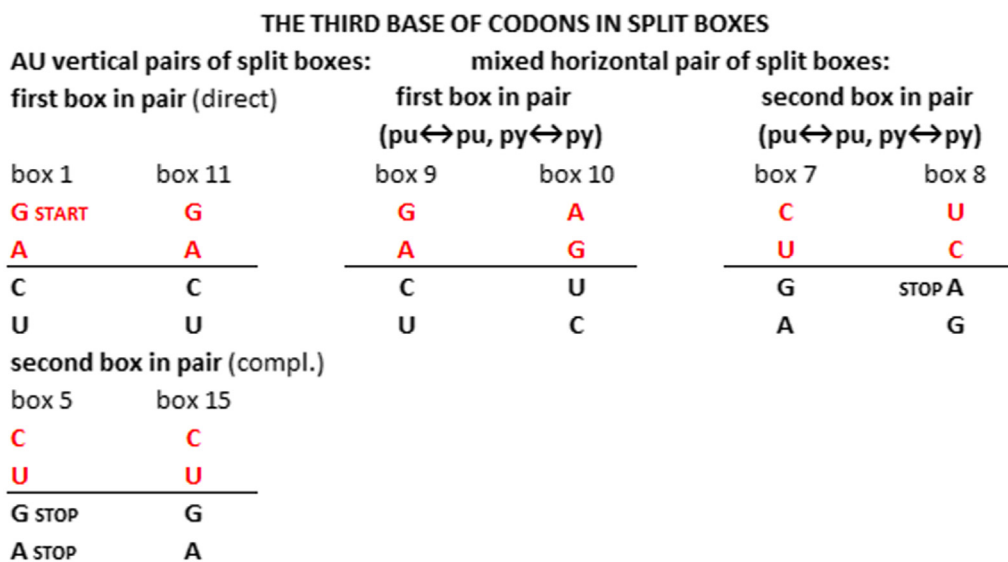 THE THIRD BASE OF CODONS IN SPLIT BOXES
AU vertical pairs of split boxes: mixed horizontal pair of split boxes:
first box in pair (direct) first box in pair second box in pair
(pu↔pu, py↔py) (pu↔pu, py↔py)
box 1 box 11 box 9 box 10 box 7 box 8
G START G G A C U
A A A G U C
C C C U G STOP A
U U U C A G
second box in pair (compl.)
box 5 box 15
C C
U U
G STOP G
A STOP A